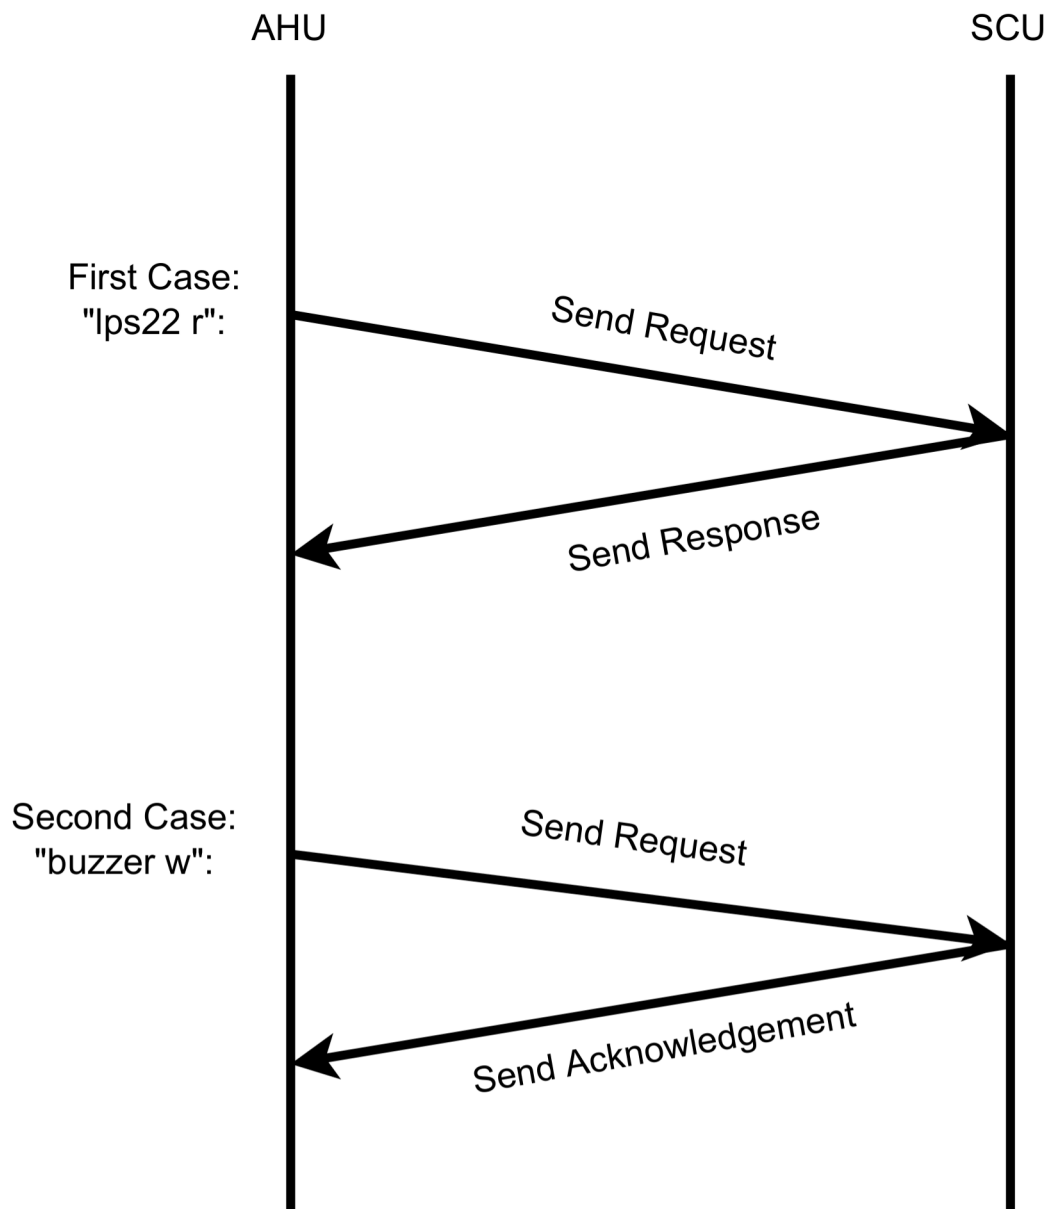 AHU
SCU
First Case:
"lps22 r":
Send Request
Send Response
Second Case:
"buzzer w":
Send Request
Send Acknowledgement